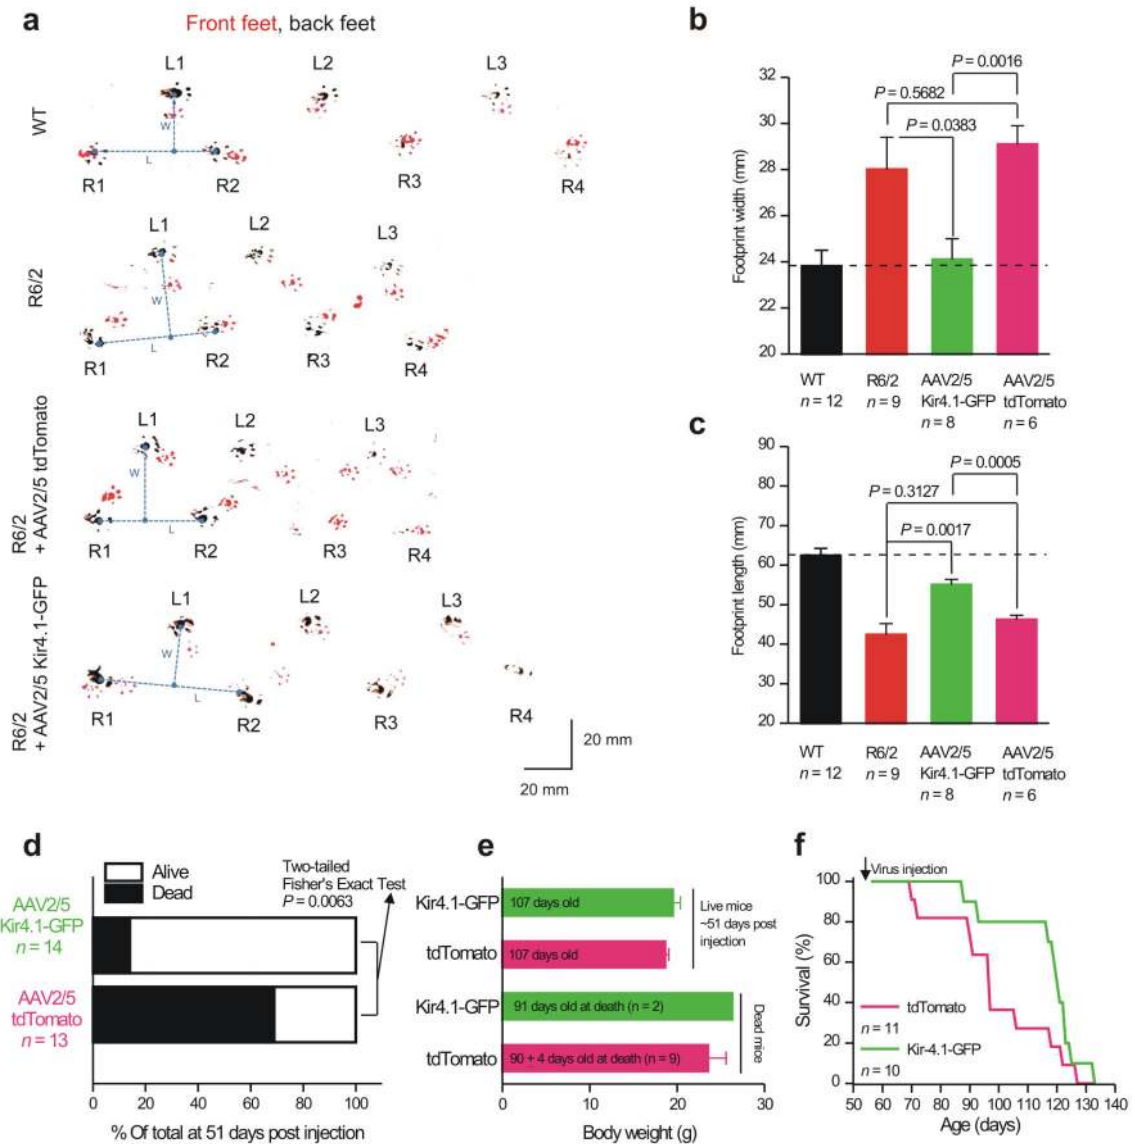 a
Front feet, back feet
WT
L1
L2
L3
W
L
R1
R2
R3
R4
R6/2
L1
L2
L3
W
L
R1
R2
R3
R4
R6/2
+ AAV2/5 tdTomato
L1
L2
L3
W
L
R1
R2
R3
R4
R6/2
+ AAV2/5 Kir4.1-GFP
L1
L2
L3
W
L
R1
R2
R3
R4
20 mm
20 mm
b
Footprint width (mm)
32
30
28
26
24
22
20
P = 0.0016
P = 0.5682
P = 0.0383
WT
n = 12
R6/2
n = 9
AAV2/5
Kir4.1-GFP
n = 8
AAV2/5
tdTomato
n = 6
c
Footprint length (mm)
90
80
70
60
50
40
30
20
P = 0.0005
P = 0.3127
P = 0.0017
WT
n = 12
R6/2
n = 9
AAV2/5
Kir4.1-GFP
n = 8
AAV2/5
tdTomato
n = 6
d
Alive
Dead
Two-tailed
Fisher's Exact Test
P = 0.0063
AAV2/5
Kir4.1-GFP
n = 14
AAV2/5
tdTomato
n = 13
0 20 40 60 80 100
% Of total at 51 days post injection
e
Kir4.1-GFP
107 days old
tdTomato
107 days old
Live mice
~51 days post
injection
Kir4.1-GFP
91 days old at death (n = 2)
tdTomato
90 + 4 days old at death (n = 9)
Dead mice
0 10 20 30
Body weight (g)
f
Virus injection
Survival (%)
100
80
60
40
20
0
tdTomato
n = 11
Kir-4.1-GFP
n = 10
50 60 70 80 90 100 110 120 130 140
Age (days)